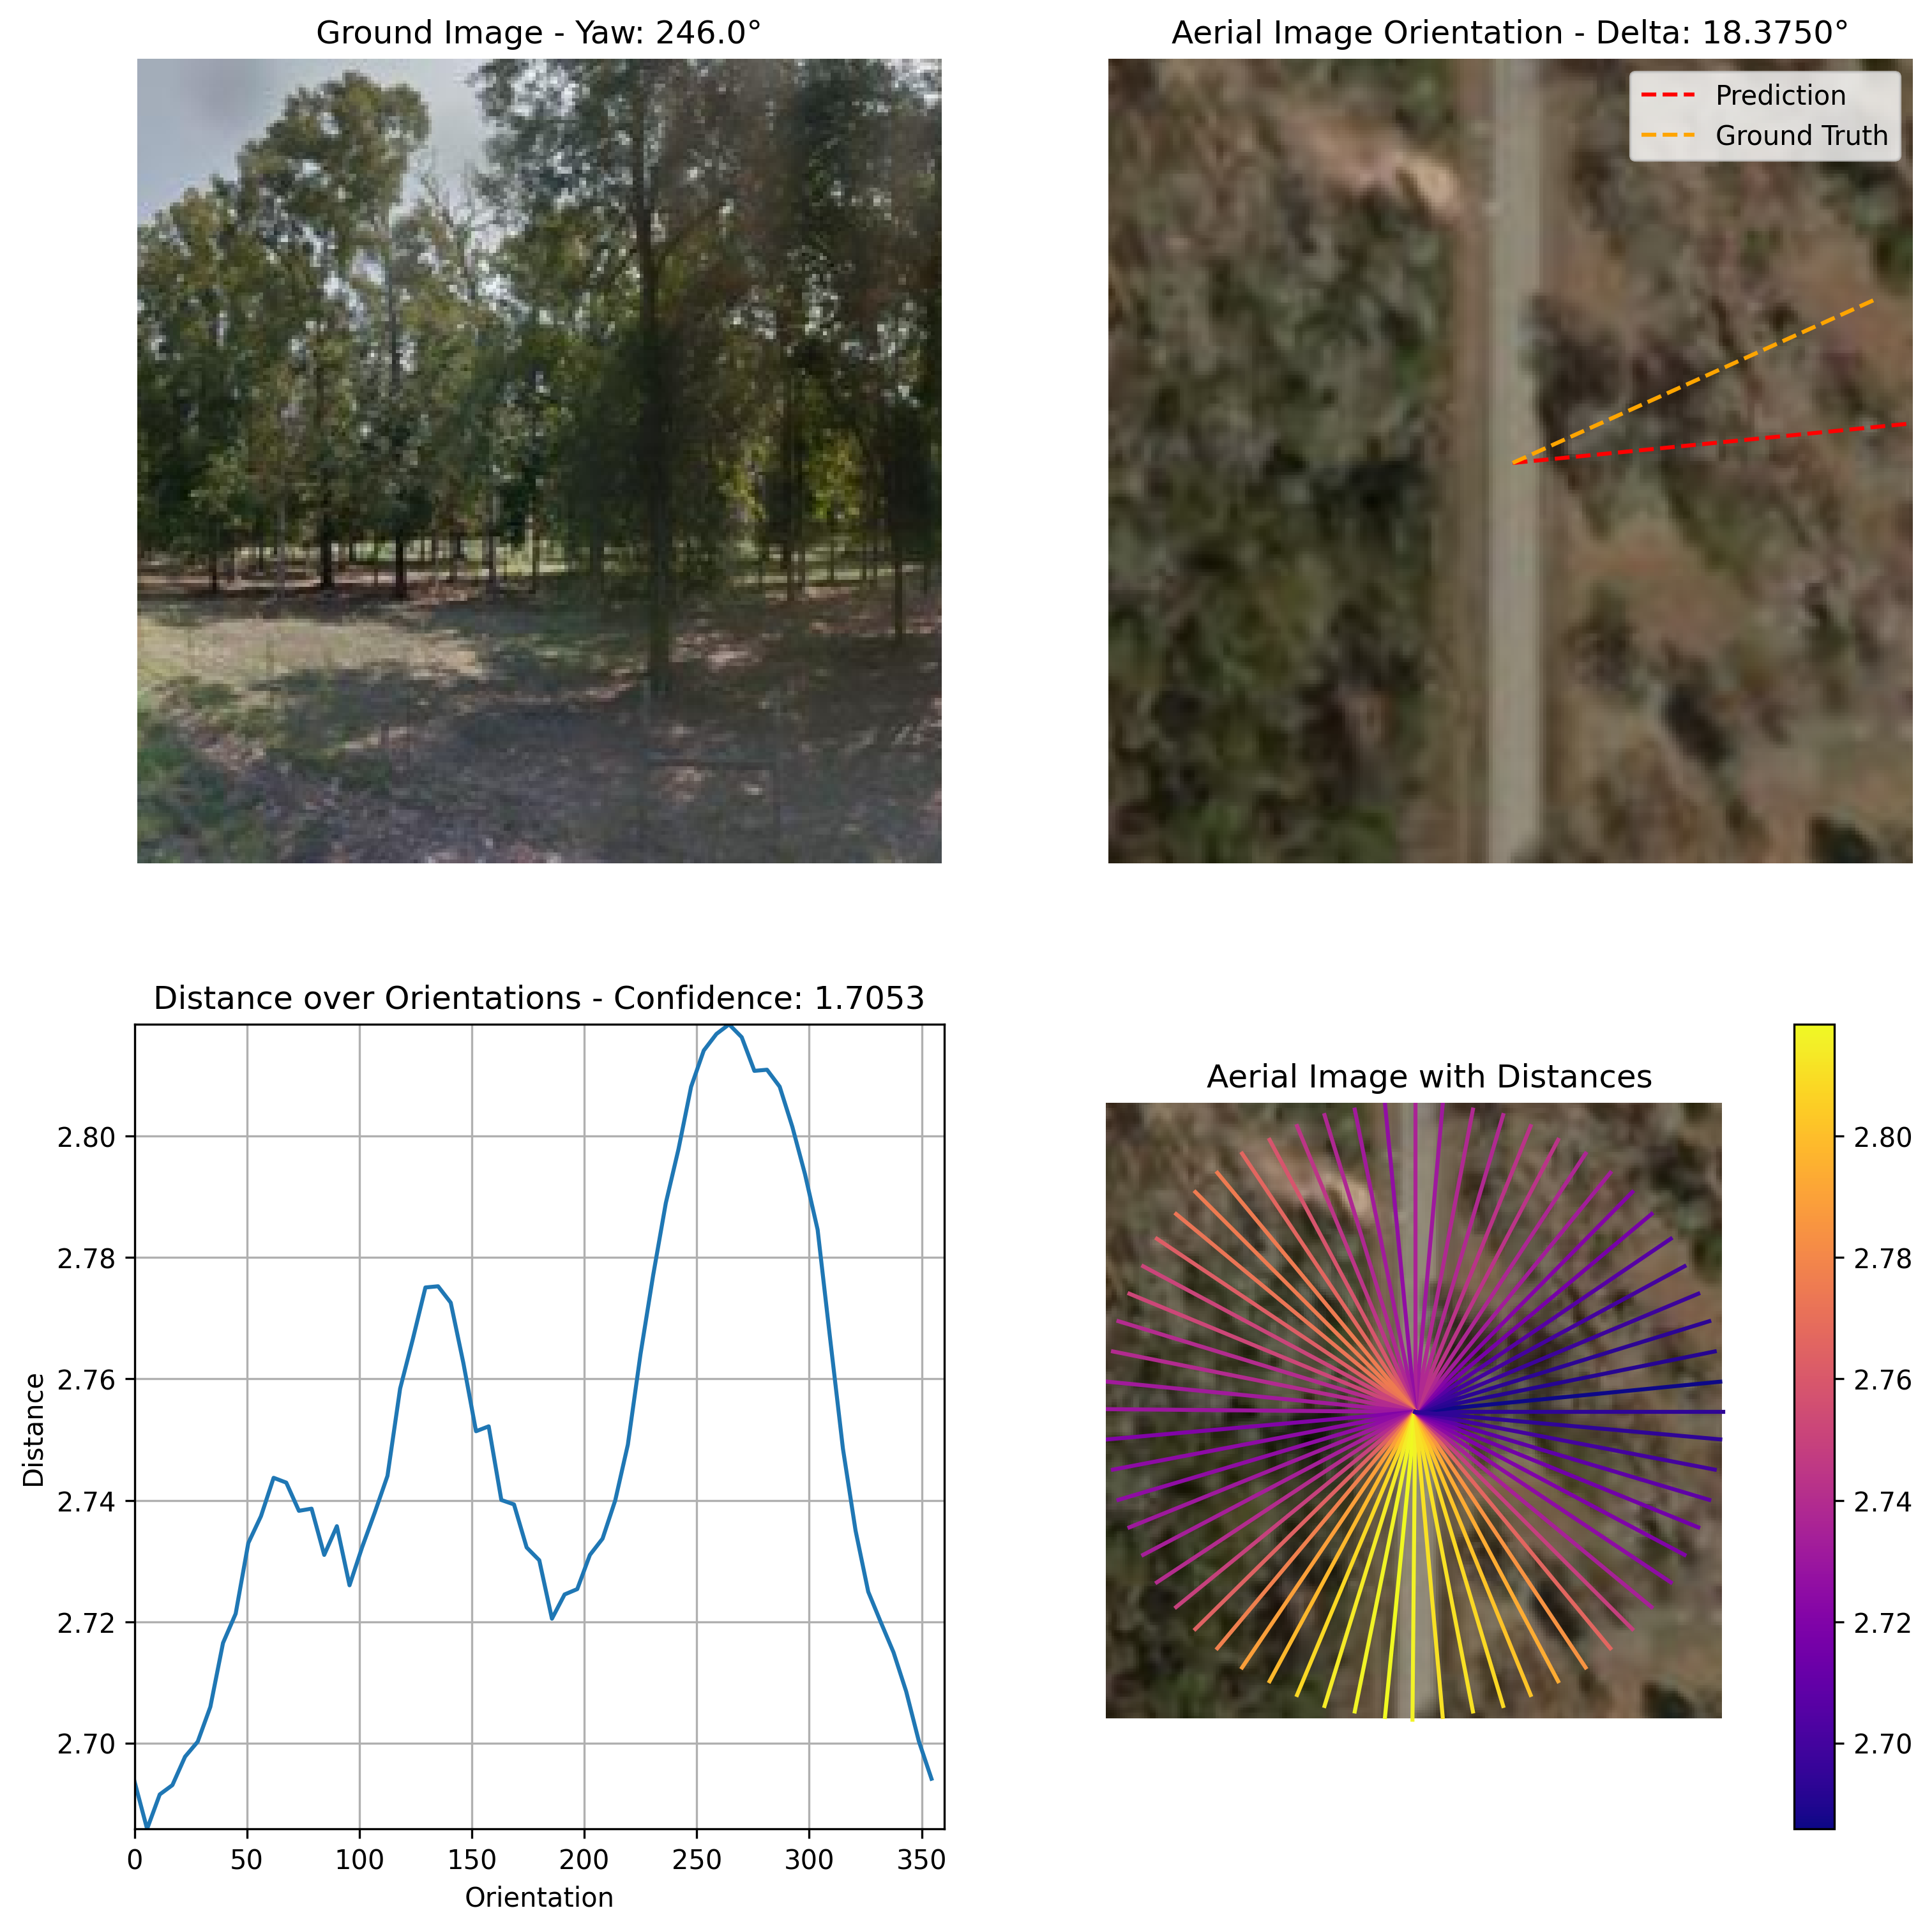 Ground Image - Yaw: 246.0°
Aerial Image Orientation - Delta: 18.3750°
Prediction
Ground Truth
Distance over Orientations - Confidence: 1.7053
2.80
2.78
2.76
2.74
2.72
2.70
Distance
0 50 100 150 200 250 300 350
Orientation
Aerial Image with Distances
2.80
2.78
2.76
2.74
2.72
2.70